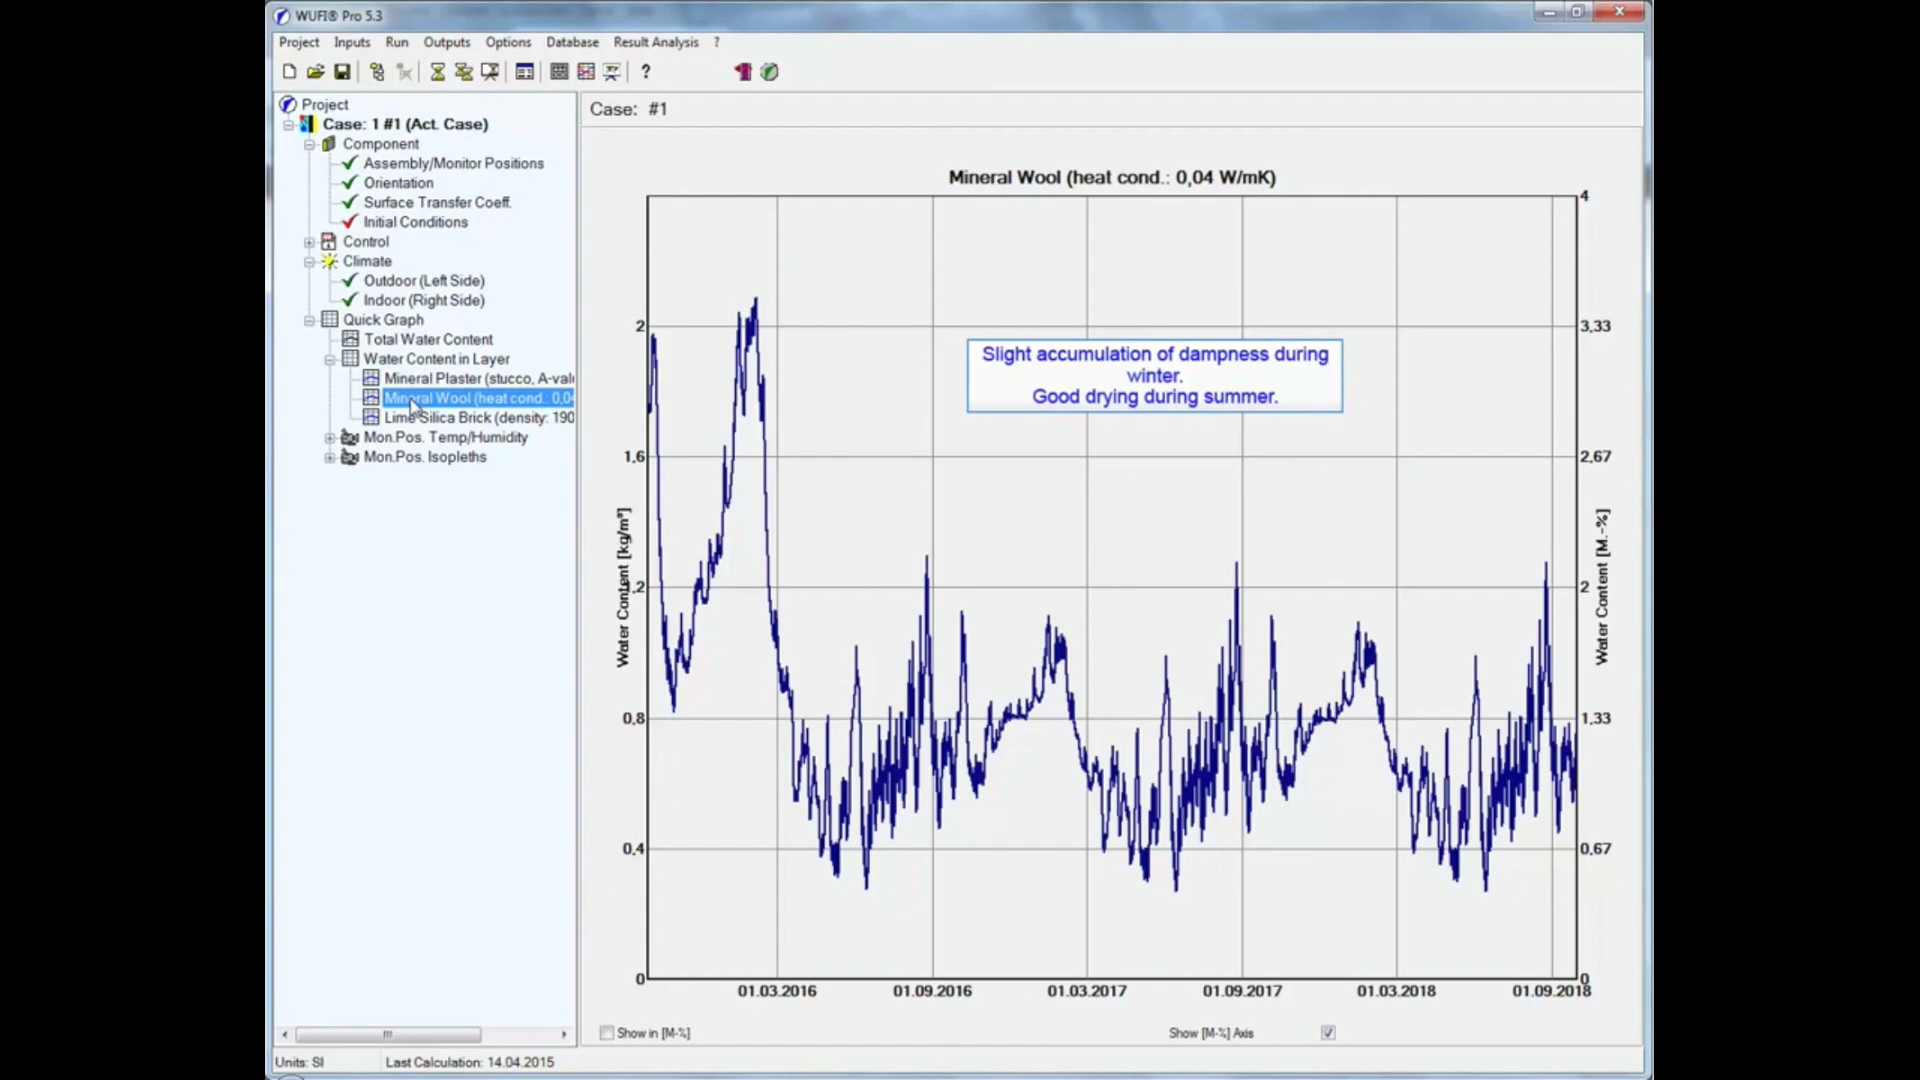 WUFI® Pro 5.3
Project Inputs Run Outputs Options Database Result Analysis ?
?
Project
Case: 1 #1 (Act. Case)
Component
Assembly/Monitor Positions
Orientation
Surface Transfer Coeff.
Initial Conditions
Control
Climate
Outdoor (Left Side)
Indoor (Right Side)
Quick Graph
Total Water Content
Water Content in Layer
Mineral Plaster (stucco, A-val
Mineral Wool (heat cond.: 0,04
Lime Silica Brick (density: 190
Mon.Pos. Temp/Humidity
Mon.Pos. Isopleths
Units: SI
Last Calculation: 14.04.2015
Case: #1
Mineral Wool (heat cond.: 0,04 W/mK)
Slight accumulation of dampness during
winter.
Good drying during summer.
Water Content [kg/m³]
2
1,6
,2
0,8
0,4
0
4
3,33
2,67
2
1,33
0,67
0
Water Content [M.-%]
01.03.2016 01.09.2016 01.03.2017 01.09.2017 01.03.2018 01.09.2018
Show in [M-%]
Show [M-%] Axis